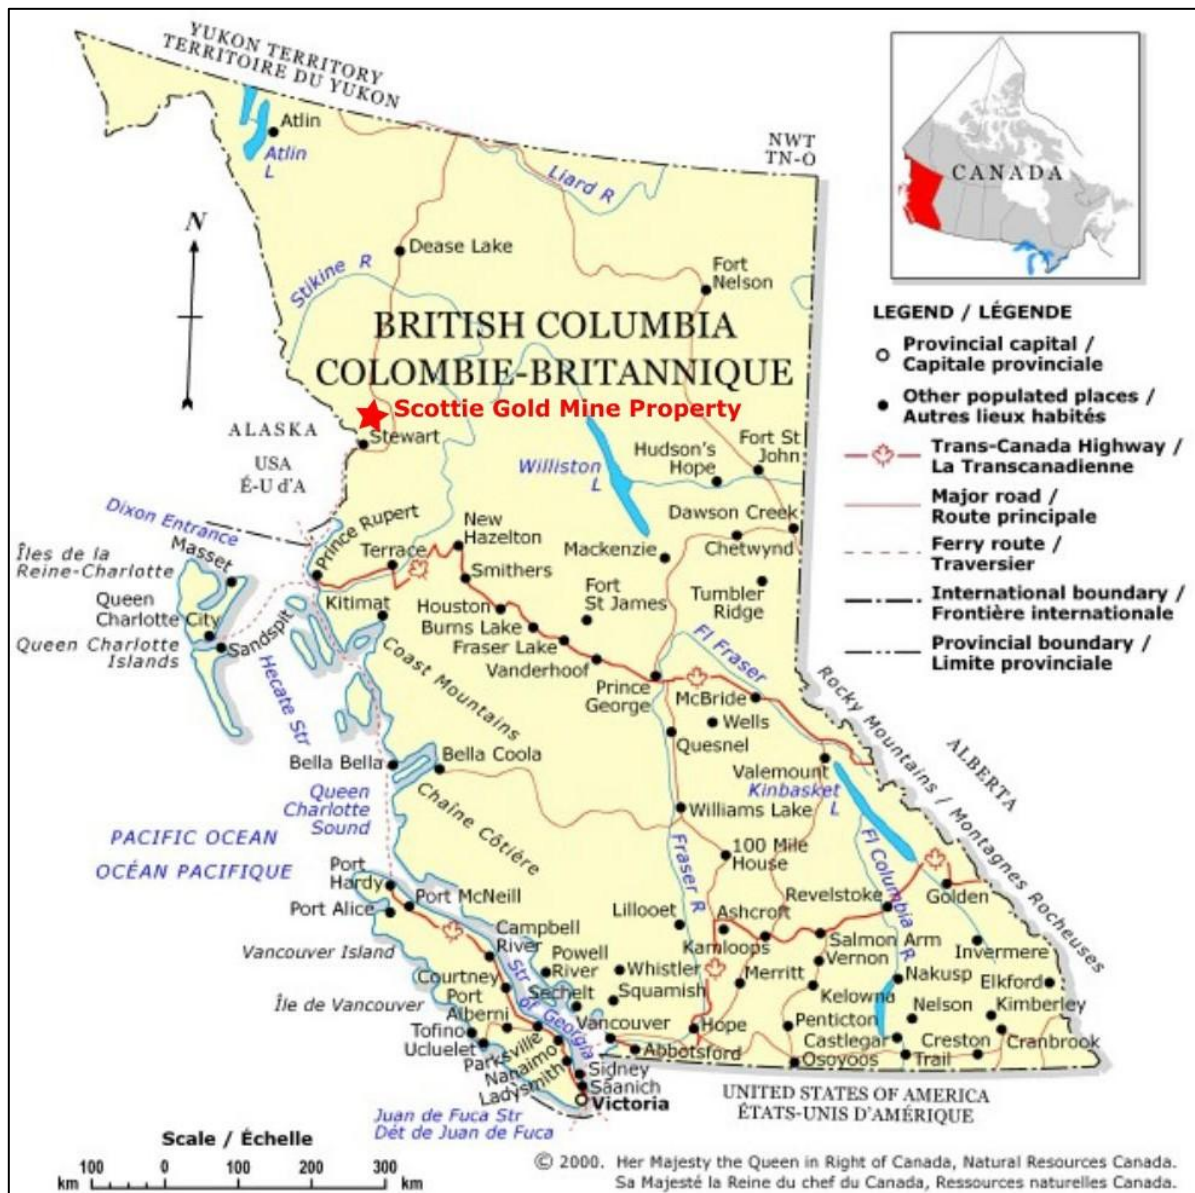 YUKON TERRITORY
TERRITOIRE DU YUKON
Atlin
Atlin
L
NWT
TN-O
Liard R
CANADA
N
Dease Lake
Stikine R
Fort
Nelson
BRITISH COLUMBIA
COLOMBIE-BRITANNIQUE
Scottie Gold Mine Property
ALASKA
USA
É-U d'A
Stewart
Williston
L
Hudson's
Hope
Fort St
John
Dixon Entrance
Masset
Îles de la
Reine-Charlotte
Queen
Charlotte City
Queen Charlotte
Islands
Sandspit
Hecate Str
Prince Rupert
Terrace
New
Hazelton
Smithers
Kitimat
Houston
Burns Lake
Fraser Lake
Vanderhoof
Fort
St James
Mackenzie
Dawson Creek
Chetwynd
Tumbler
Ridge
Coast Mountains
Chaîne Côtière
Prince
George
Fl Fraser
McBride
Wells
Quesnel
Rocky Mountains / Montagnes Rocheuses
ALBERTA
Bella Bella
Bella Coola
Queen
Charlotte
Sound
Valemount
Kinbasket
L
Williams Lake
PACIFIC OCEAN
OCÉAN PACIFIQUE
100 Mile
House
Fraser R
Fl Columbia
R
Port
Hardy
Port McNeill
Port Alice
Vancouver Island
Île de Vancouver
Campbell
River
Courtney
Port
Alberni
Tofino
Ucluelet
Parksville
Nanaimo
Ladysmith
Str of Georgia
Powell
River
Sechelt
Whistler
Squamish
Vancouver
Lillooet
Ashcroft
Kamloops
Merritt
Hope
Abbotsford
Revelstoke
Golden
Salmon Arm
Vernon
Kelowna
Penticton
Osoyoos
Invermere
Nakusp
Elkford
Nelson
Kimberley
Castlegar
Creston
Cranbrook
Trail
Sidney
Saanich
Victoria
Juan de Fuca Str
Dét de Juan de Fuca
UNITED STATES OF AMERICA
ÉTATS-UNIS D'AMÉRIQUE
LEGEND / LÉGENDE
Provincial capital /
Capitale provinciale
Other populated places /
Autres lieux habités
Trans-Canada Highway /
La Transcanadienne
Major road /
Route principale
Ferry route /
Traversier
International boundary /
Frontière internationale
Provincial boundary /
Limite provinciale
Scale / Échelle
100 0 100 200 300
km km
© 2000. Her Majesty the Queen in Right of Canada, Natural Resources Canada.
Sa Majesté la Reine du chef du Canada, Ressources naturelles Canada.